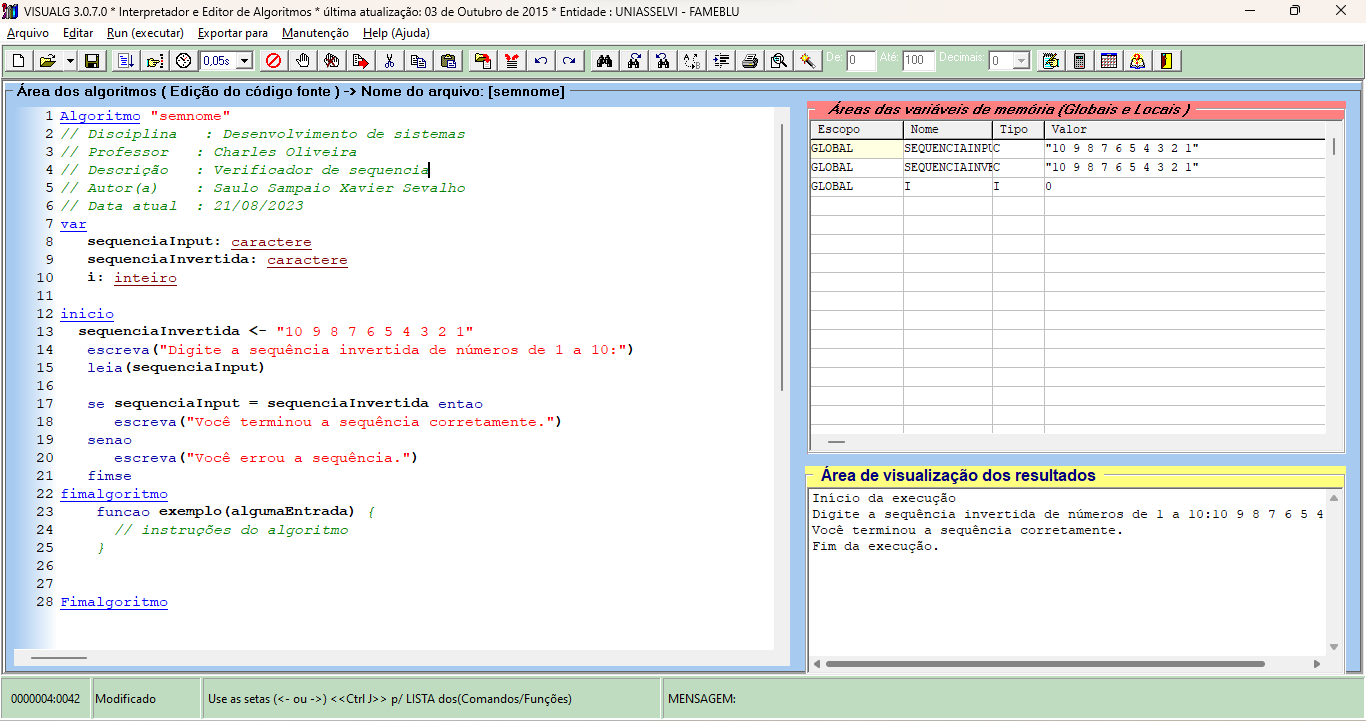 VISUALG 3.0.7.0 * Interpretador e Editor de Algoritmos * última atualização: 03 de Outubro de 2015 * Entidade : UNIASSELVI - FAMEBLU
Arquivo Editar Run (executar) Exportar para Manutenção Help (Ajuda)
0,05s De: 0 Até: 100 Decimais: 0
Área dos algoritmos ( Edição do código fonte ) -> Nome do arquivo: [semnome]
1 Algoritmo "semnome"
2 // Disciplina : Desenvolvimento de sistemas
3 // Professor : Charles Oliveira
4 // Descrição : Verificador de sequencia
5 // Autor(a) : Saulo Sampaio Xavier Sevalho
6 // Data atual : 21/08/2023
7 var
8 sequenciaInput: caractere
9 sequenciaInvertida: caractere
10 i: inteiro
11
12 inicio
13 sequenciaInvertida <- "10 9 8 7 6 5 4 3 2 1"
14 escreva("Digite a sequência invertida de números de 1 a 10:")
15 leia(sequenciaInput)
16
17 se sequenciaInput = sequenciaInvertida entao
18 escreva("Você terminou a sequência corretamente.")
19 senao
20 escreva("Você errou a sequência.")
21 fimse
22 fimalgoritmo
23 funcao exemplo(algumaEntrada) {
24 // instruções do algoritmo
25 }
26
27
28 Fimalgoritmo
Áreas das variáveis de memória (Globais e Locais )
Escopo Nome Tipo Valor
GLOBAL SEQUENCIAINPU C "10 9 8 7 6 5 4 3 2 1"
GLOBAL SEQUENCIAINVE C "10 9 8 7 6 5 4 3 2 1"
GLOBAL I I 0
Área de visualização dos resultados
Início da execução
Digite a sequência invertida de números de 1 a 10:10 9 8 7 6 5 4
Você terminou a sequência corretamente.
Fim da execução.
0000004:0042 Modificado Use as setas (<- ou ->) <<Ctrl J>> p/ LISTA dos(Comandos/Funções) MENSAGEM: